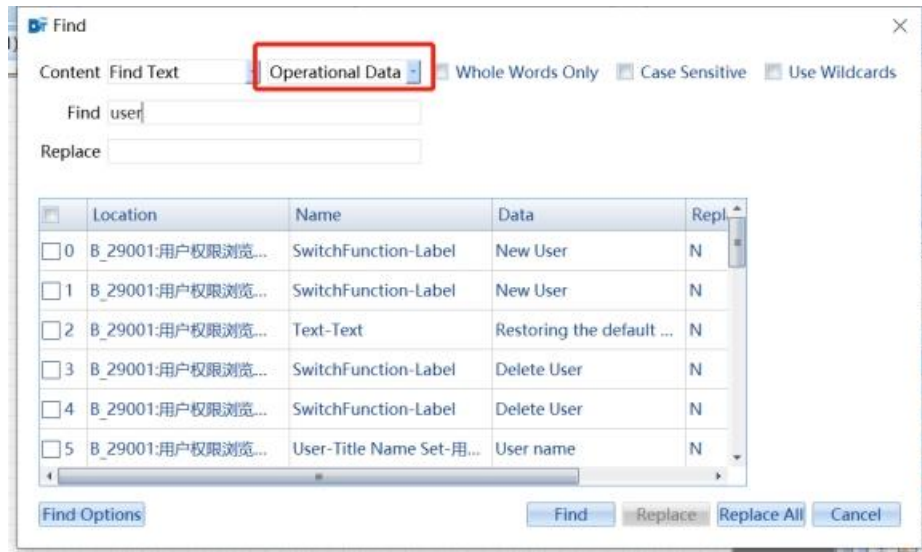 Find
Content Find Text Operational Data Whole Words Only Case Sensitive Use Wildcards
Find user
Replace
Location Name Data Repl
0 B_29001:用户权限浏览... SwitchFunction-Label New User N
1 B_29001:用户权限浏览... SwitchFunction-Label New User N
2 B_29001:用户权限浏览... Text-Text Restoring the default ... N
3 B_29001:用户权限浏览... SwitchFunction-Label Delete User N
4 B_29001:用户权限浏览... SwitchFunction-Label Delete User N
5 B_29001:用户权限浏览... User-Title Name Set-用... User name N
Find Options Find Replace Replace All Cancel